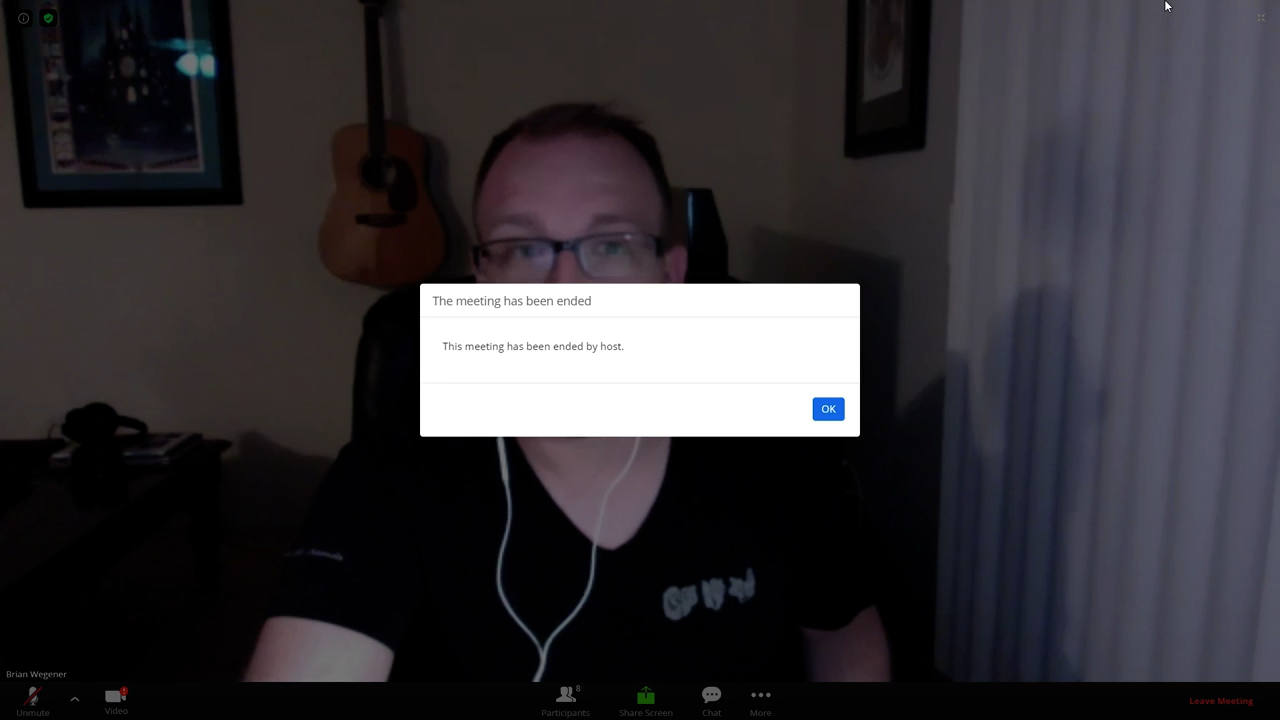 The meeting has been ended
This meeting has been ended by host.
OK
Brian Wegener
Unmute
Video
Participants
8
Share Screen
Chat
More
Leave Meeting